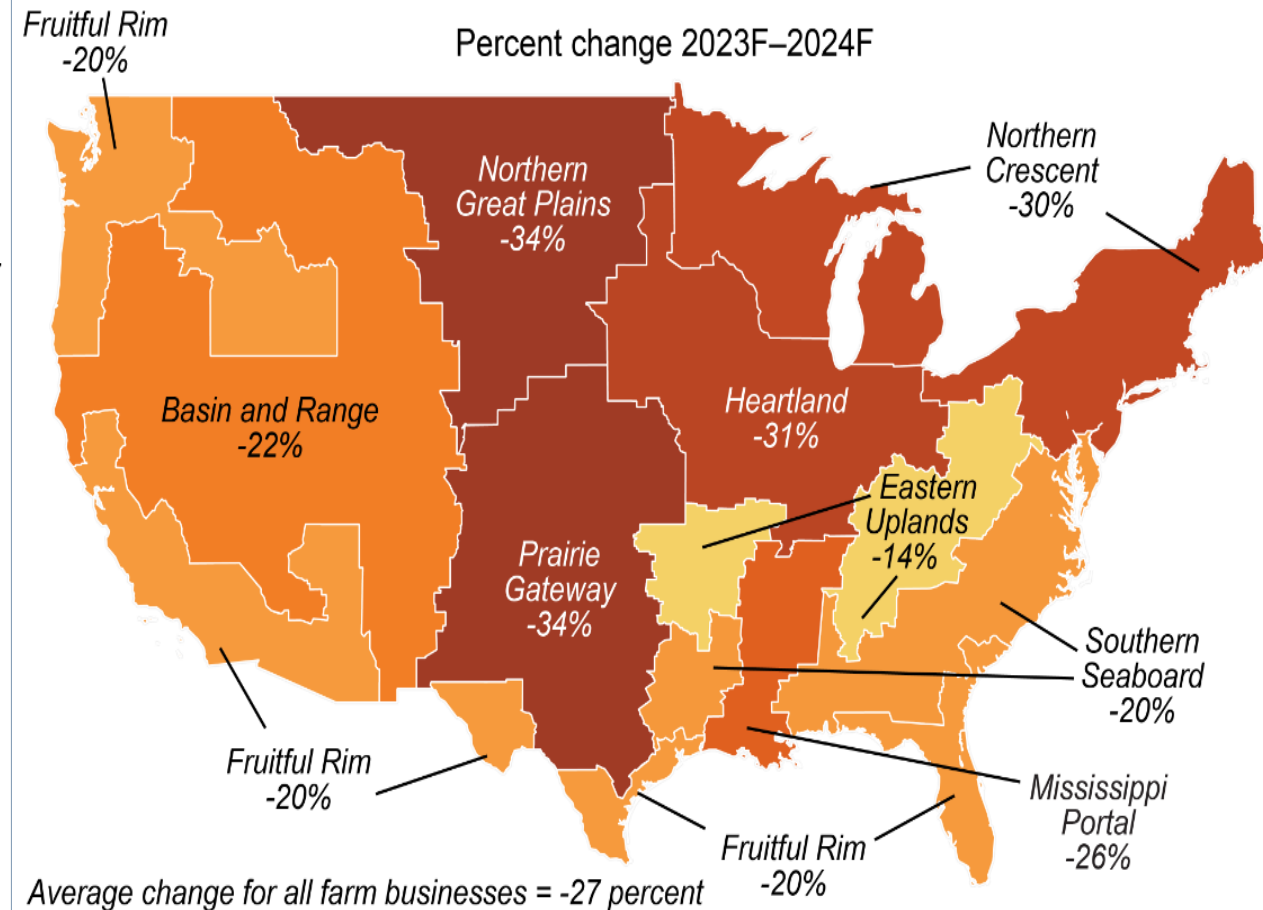 Fruitful Rim
-20%
Percent change 2023F–2024F
Northern
Great Plains
-34%
Northern
Crescent
-30%
Basin and Range
-22%
Heartland
-31%
Eastern
Uplands
-14%
Prairie
Gateway
-34%
Southern
Seaboard
-20%
Fruitful Rim
-20%
Mississippi
Portal
-26%
Fruitful Rim
-20%
Average change for all farm businesses = -27 percent